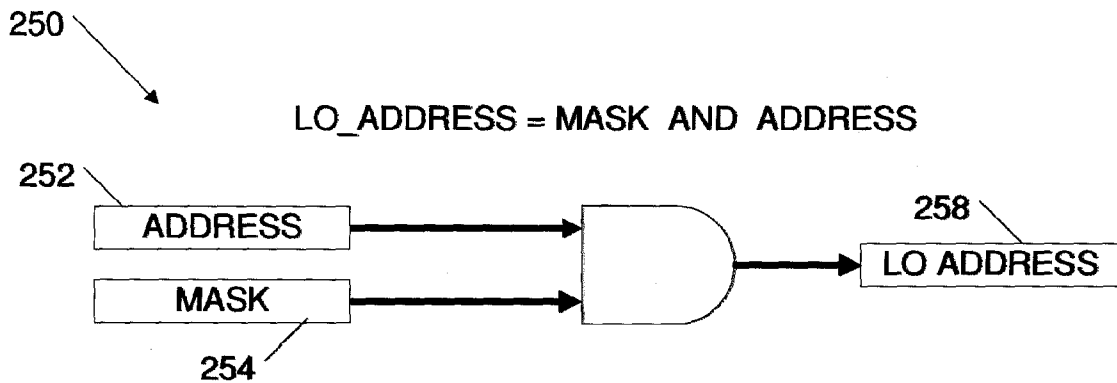 250
LO_ADDRESS = MASK AND ADDRESS
252
ADDRESS
258
LO ADDRESS
MASK
254